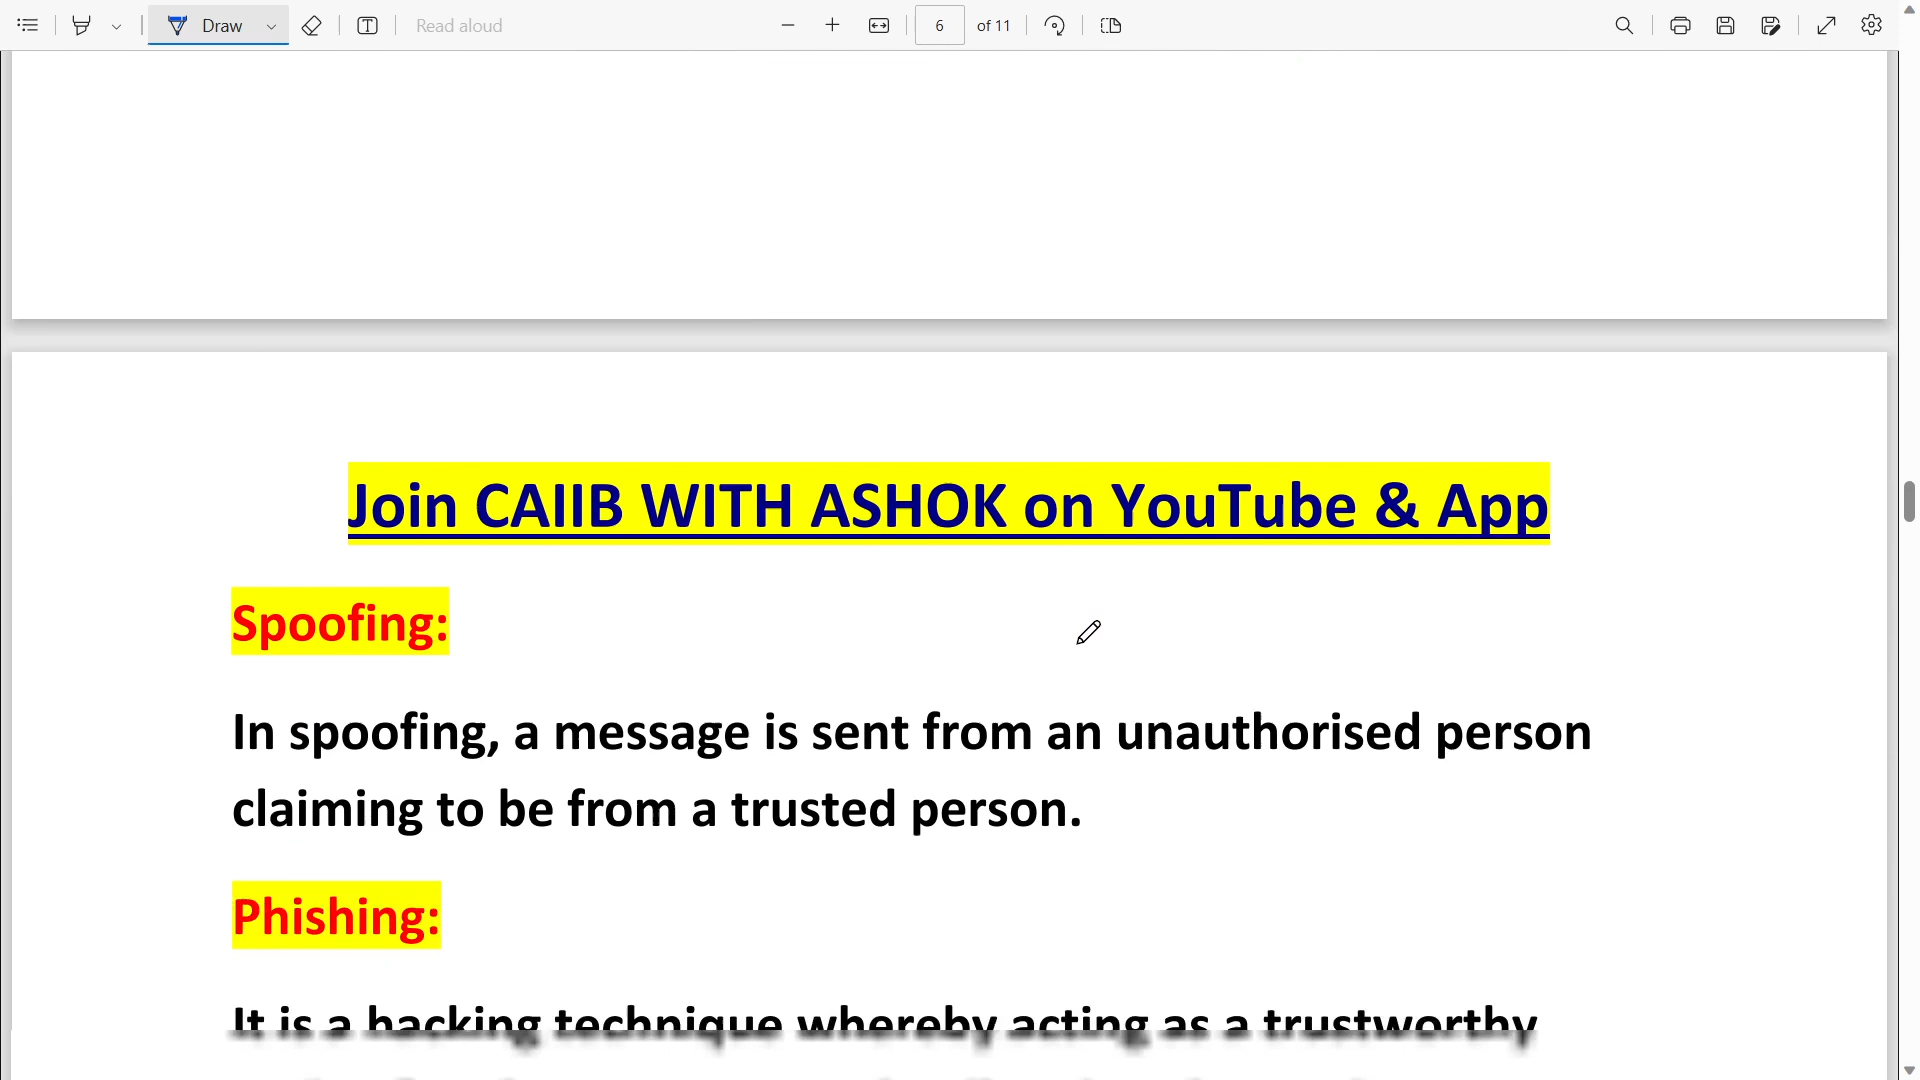 Draw
Read aloud
6 of 11
Join CAIIB WITH ASHOK on YouTube & App
Spoofing:
In spoofing, a message is sent from an unauthorised person
claiming to be from a trusted person.
Phishing:
It is a hacking technique whereby acting as a trustworthy